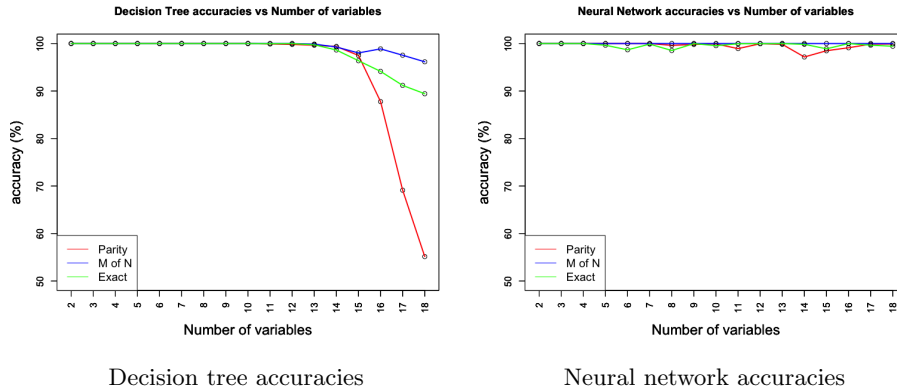 Decision Tree accuracies vs Number of variables
accuracy (%)
100
90
80
70
60
50
Parity
M of N
Exact
2 3 4 5 6 7 8 9 10 11 12 13 14 15 16 17 18
Number of variables
Decision tree accuracies
Neural Network accuracies vs Number of variables
accuracy (%)
100
90
80
70
60
50
Parity
M of N
Exact
2 3 4 5 6 7 8 9 10 11 12 13 14 15 16 17 18
Number of variables
Neural network accuracies